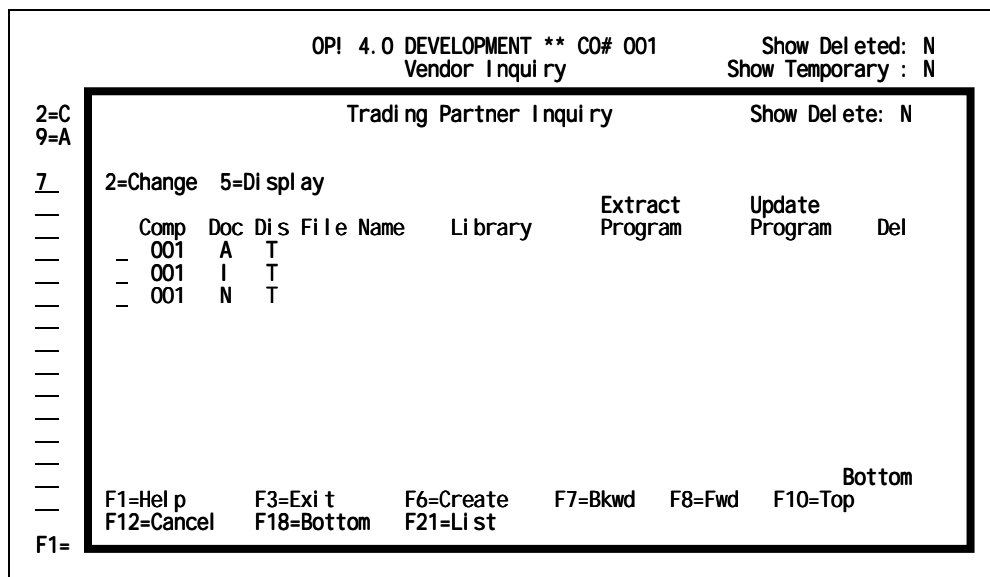 OP! 4.0 DEVELOPMENT ** CO# 001 Show Deleted: N
Vendor Inquiry Show Temporary : N
2=C Trading Partner Inquiry Show Delete: N
9=A
7 2=Change 5=Display
Extract Update
Comp Doc Dis File Name Library Program Program Del
_ 001 A T
_ 001 I T
_ 001 N T
Bottom
F1=Help F3=Exit F6=Create F7=Bkwd F8=Fwd F10=Top
F12=Cancel F18=Bottom F21=List
F1=